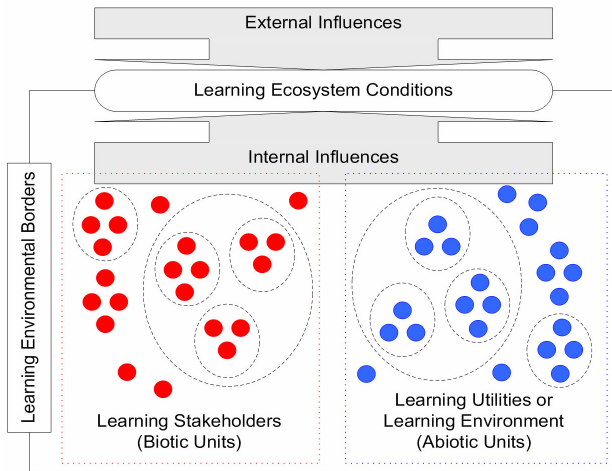 External Influences
Learning Ecosystem Conditions
Internal Influences
Learning Environmental Borders
Learning Stakeholders
(Biotic Units)
Learning Utilities or
Learning Environment
(Abiotic Units)